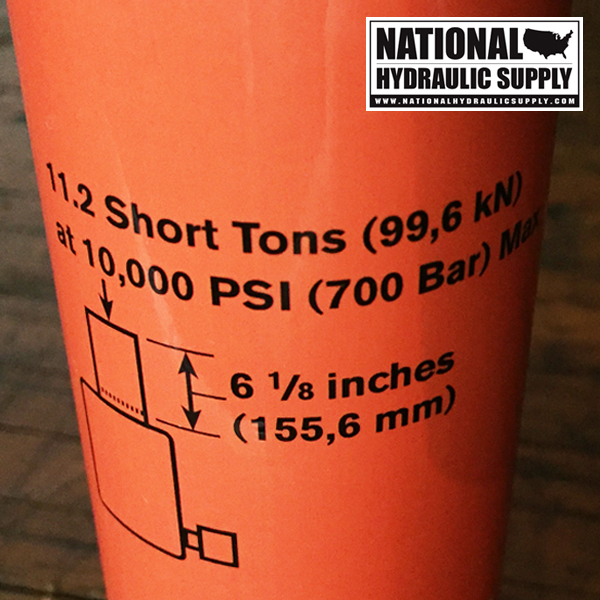 NATIONAL
HYDRAULIC SUPPLY
WWW.NATIONALHYDRAULICSUPPLY.COM
11.2 Short Tons (99,6 kN)
at 10,000 PSI (700 Bar) Max
6 1/8 inches
(155,6 mm)